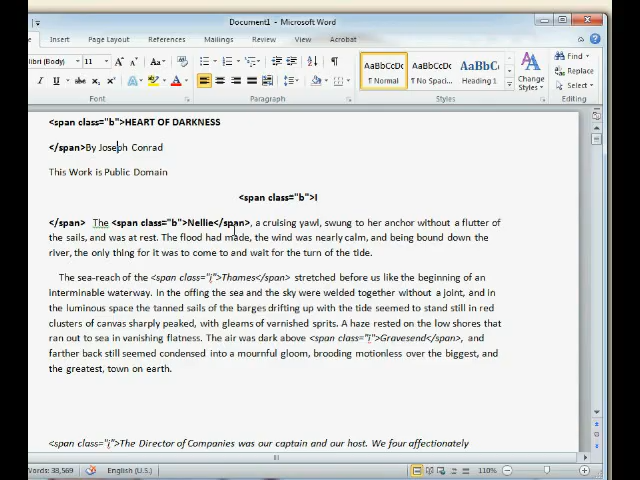 Document1 - Microsoft Word
Insert Page Layout References Mailings Review View Acrobat
libri (Body) 11 A A Aa
AaBbCcDc AaBbCcDc AaBbC
¶ Normal ¶ No Spaci... Heading 1
Change Styles
Find
Replace
Select
Font Paragraph Styles Editing
<span class="b">HEART OF DARKNESS
</span>By Joseph Conrad
This Work is Public Domain
<span class="b">I
</span> The <span class="b">Nellie</span>, a cruising yawl, swung to her anchor without a flutter of
the sails, and was at rest. The flood had made, the wind was nearly calm, and being bound down the
river, the only thing for it was to come to and wait for the turn of the tide.
The sea-reach of the <span class="i">Thames</span> stretched before us like the beginning of an
interminable waterway. In the offing the sea and the sky were welded together without a joint, and in
the luminous space the tanned sails of the barges drifting up with the tide seemed to stand still in red
clusters of canvas sharply peaked, with gleams of varnished sprits. A haze rested on the low shores that
ran out to sea in vanishing flatness. The air was dark above <span class="i">Gravesend</span>, and
farther back still seemed condensed into a mournful gloom, brooding motionless over the biggest, and
the greatest, town on earth.
<span class="i">The Director of Companies was our captain and our host. We four affectionately
Words: 38,569 English (U.S.) 110%